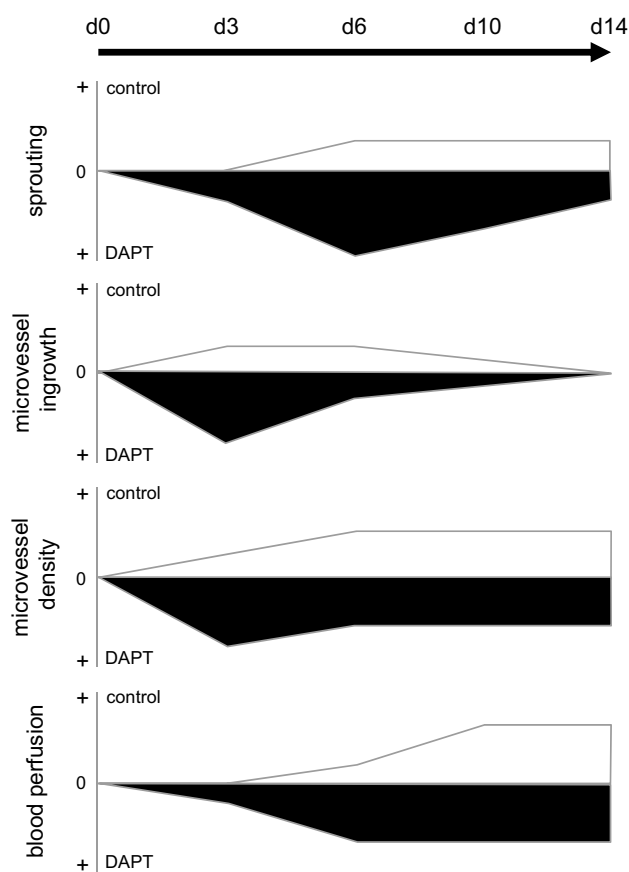 d0 d3 d6 d10 d14
+ control
sprouting
0
+ DAPT
+ control
microvessel
ingrowth
0
+ DAPT
+ control
microvessel
density
0
+ DAPT
+ control
blood perfusion
0
+ DAPT